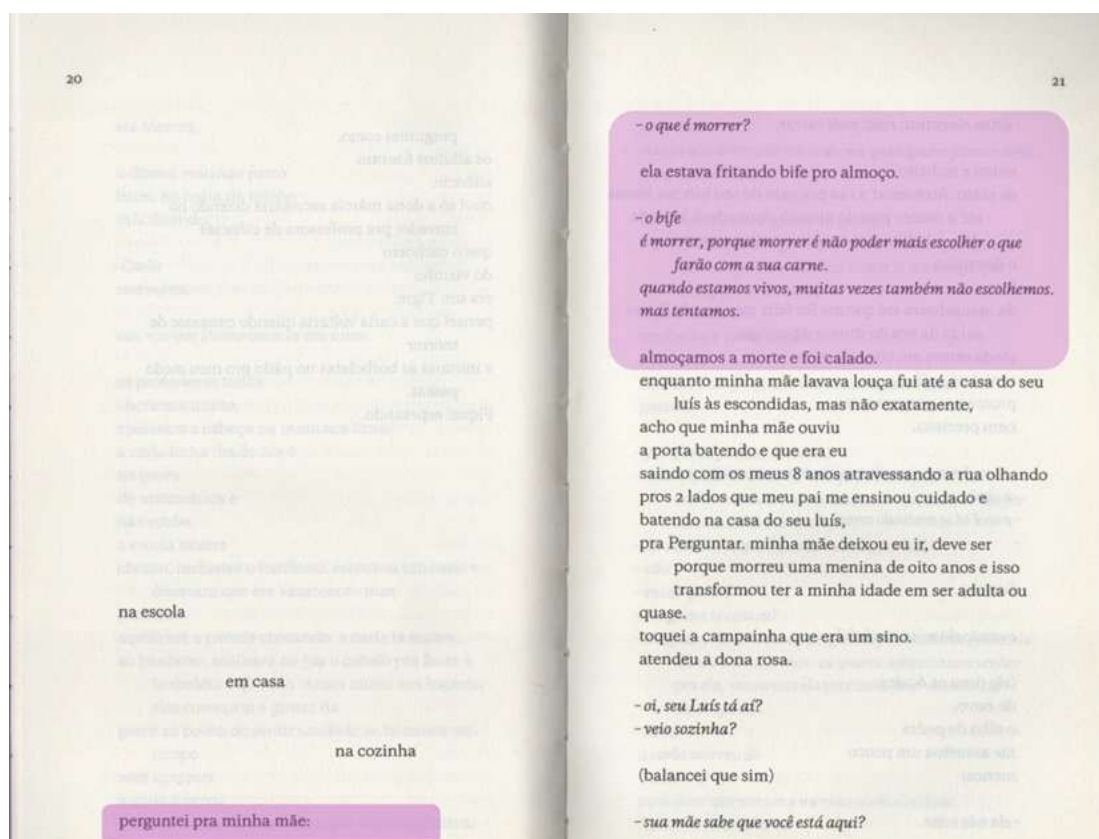 20
na escola
em casa
na cozinha
perguntei pra minha mãe:
21
- o que é morrer?
ela estava fritando bife pro almoço.
- o bife
é morrer, porque morrer é não poder mais escolher o que
farão com a sua carne.
quando estamos vivos, muitas vezes também não escolhemos.
mas tentamos.
almoçamos a morte e foi calado.
enquanto minha mãe lavava louça fui até a casa do seu
luís às escondidas, mas não exatamente,
acho que minha mãe ouviu
a porta batendo e que era eu
saindo com os meus 8 anos atravessando a rua olhando
pros 2 lados que meu pai me ensinou cuidado e
batendo na casa do seu luís,
pra Perguntar. minha mãe deixou eu ir, deve ser
porque morreu uma menina de oito anos e isso
transformou ter a minha idade em ser adulta ou
quase.
toquei a campainha que era um sino.
atendeu a dona rosa.
- oi, seu Luís tá aí?
- veio sozinha?
(balancei que sim)
- sua mãe sabe que você está aqui?